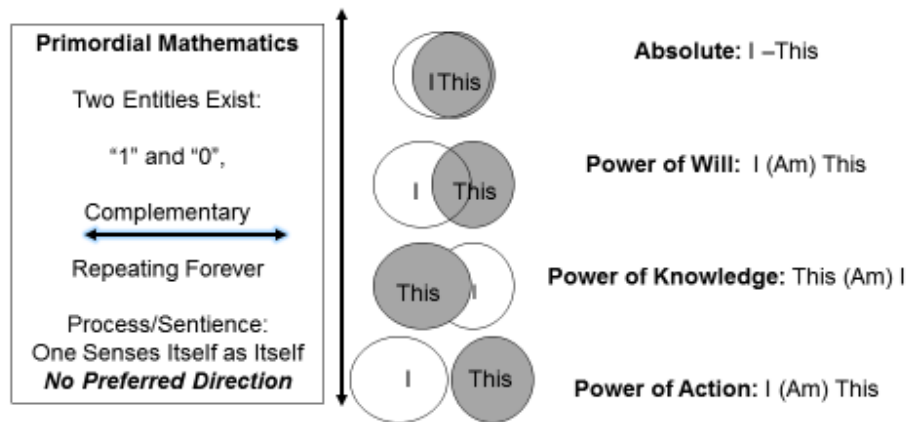 Primordial Mathematics
Two Entities Exist:
“1” and “0”,
Complementary
Repeating Forever
Process/Sentience:
One Senses Itself as Itself
No Preferred Direction
I This
Absolute: I –This
I This
Power of Will: I (Am) This
This I
Power of Knowledge: This (Am) I
I This
Power of Action: I (Am) This